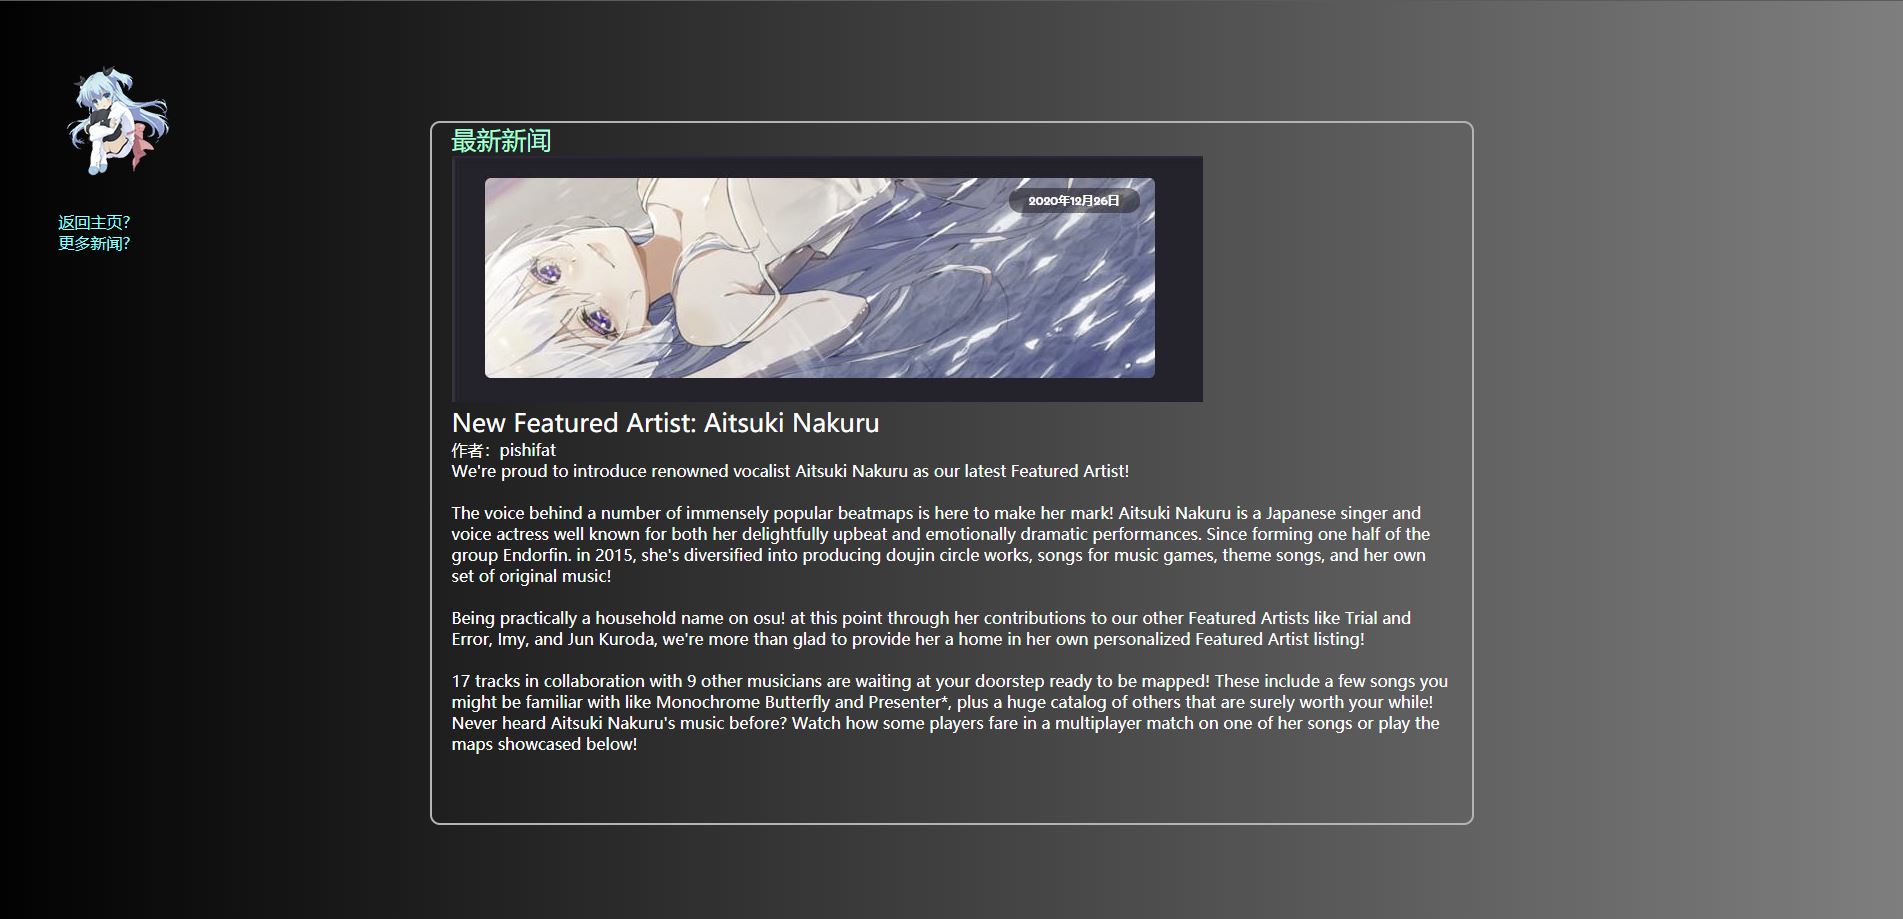 返回主页?
更多新闻?
最新新闻
2020年12月26日
New Featured Artist: Aitsuki Nakuru
作者：pishifat
We're proud to introduce renowned vocalist Aitsuki Nakuru as our latest Featured Artist!
The voice behind a number of immensely popular beatmaps is here to make her mark! Aitsuki Nakuru is a Japanese singer and
voice actress well known for both her delightfully upbeat and emotionally dramatic performances. Since forming one half of the
group Endorfin. in 2015, she's diversified into producing doujin circle works, songs for music games, theme songs, and her own
set of original music!
Being practically a household name on osu! at this point through her contributions to our other Featured Artists like Trial and
Error, Imy, and Jun Kuroda, we're more than glad to provide her a home in her own personalized Featured Artist listing!
17 tracks in collaboration with 9 other musicians are waiting at your doorstep ready to be mapped! These include a few songs you
might be familiar with like Monochrome Butterfly and Presenter*, plus a huge catalog of others that are surely worth your while!
Never heard Aitsuki Nakuru's music before? Watch how some players fare in a multiplayer match on one of her songs or play the
maps showcased below!